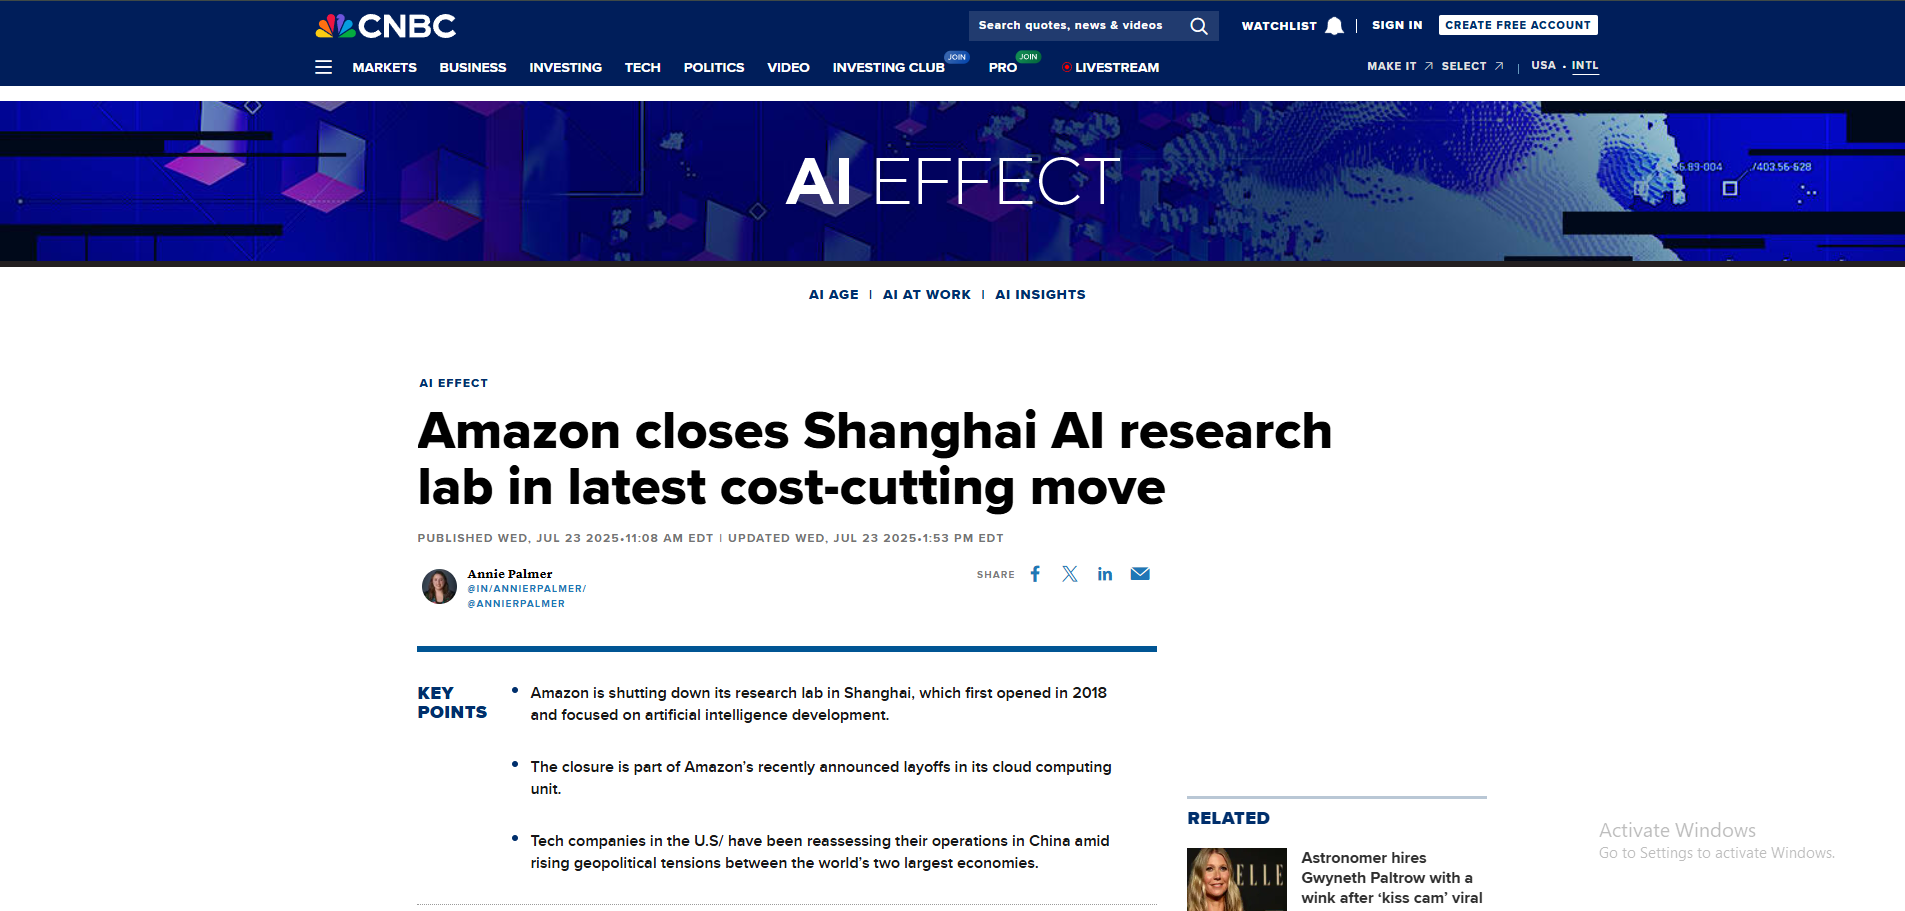 CNBC
Search quotes, news & videos
WATCHLIST
SIGN IN
CREATE FREE ACCOUNT
MARKETS
BUSINESS
INVESTING
TECH
POLITICS
VIDEO
INVESTING CLUB
JOIN
PRO
JOIN
LIVESTREAM
MAKE IT
SELECT
USA • INTL
AI EFFECT
5.89-004
./403.56-528
AI AGE | AI AT WORK | AI INSIGHTS
AI EFFECT
Amazon closes Shanghai AI research
lab in latest cost-cutting move
PUBLISHED WED, JUL 23 2025•11:08 AM EDT | UPDATED WED, JUL 23 2025•1:53 PM EDT
Annie Palmer
@IN/ANNIERPALMER/
@ANNIERPALMER
SHARE
KEY
POINTS
• Amazon is shutting down its research lab in Shanghai, which first opened in 2018
and focused on artificial intelligence development.
• The closure is part of Amazon’s recently announced layoffs in its cloud computing
unit.
• Tech companies in the U.S/ have been reassessing their operations in China amid
rising geopolitical tensions between the world’s two largest economies.
RELATED
ELLE
Astronomer hires
Gwyneth Paltrow with a
wink after ‘kiss cam’ viral
Activate Windows
Go to Settings to activate Windows.